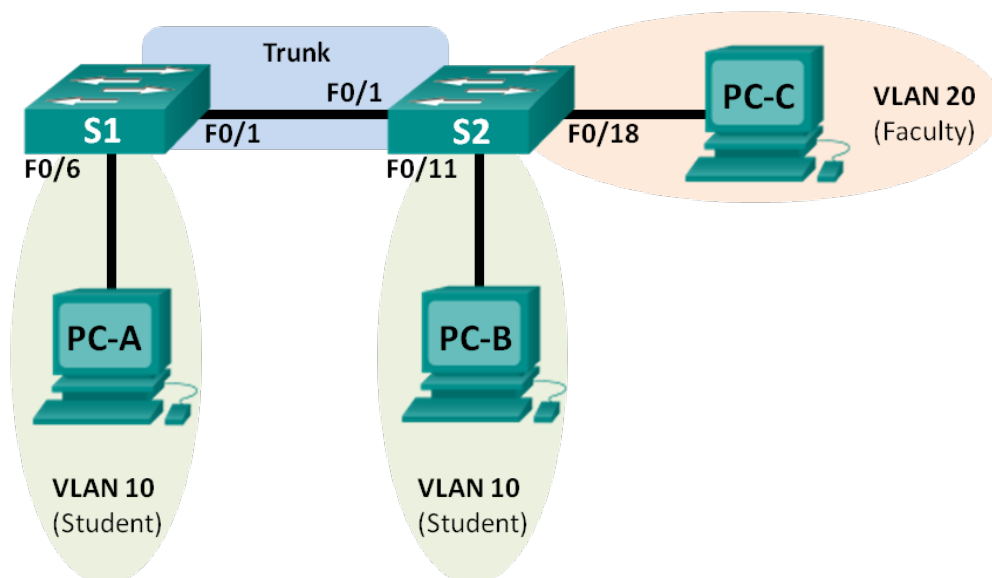 Trunk
S1
F0/1
F0/1
S2
F0/6
F0/11
F0/18
PC-C
VLAN 20
(Faculty)
PC-A
PC-B
VLAN 10
(Student)
VLAN 10
(Student)